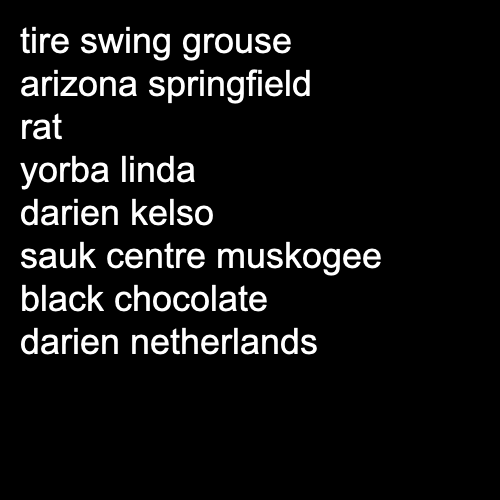 tire swing grouse
arizona springfield
rat
yorba linda
darien kelso
sauk centre muskogee
black chocolate
darien netherlands